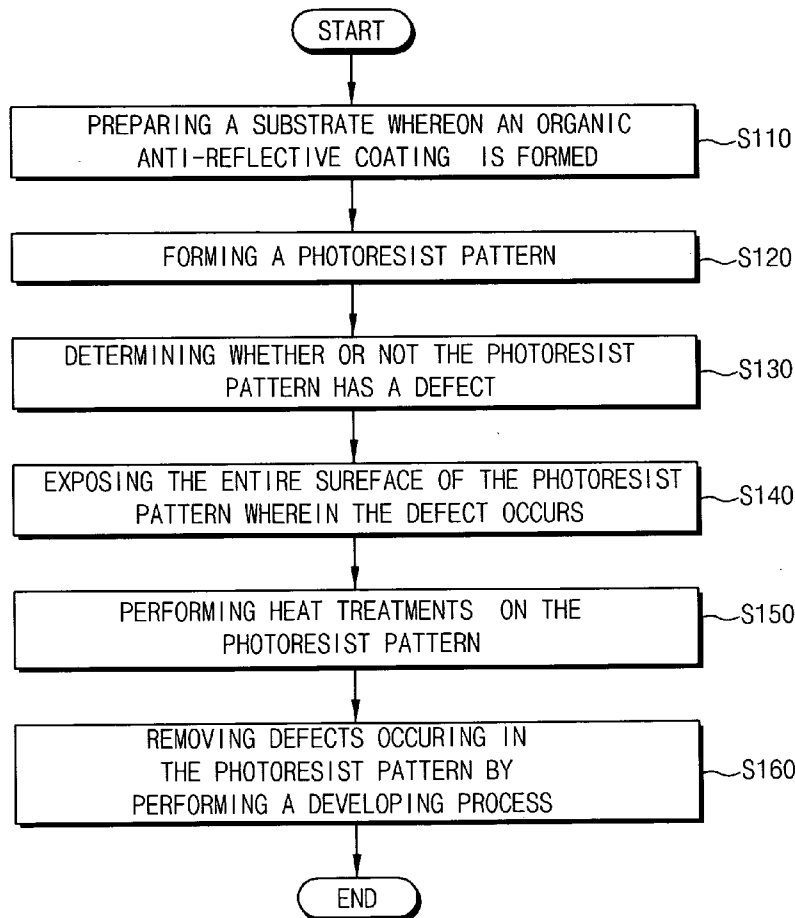 START
PREPARING A SUBSTRATE WHEREON AN ORGANIC
ANTI-REFLECTIVE COATING IS FORMED
S110
FORMING A PHOTORESIST PATTERN
S120
DETERMINING WHETHER OR NOT THE PHOTORESIST
PATTERN HAS A DEFECT
S130
EXPOSING THE ENTIRE SUREFACE OF THE PHOTORESIST
PATTERN WHEREIN THE DEFECT OCCURS
S140
PERFORMING HEAT TREATMENTS ON THE
PHOTORESIST PATTERN
S150
REMOVING DEFECTS OCCURING IN
THE PHOTORESIST PATTERN BY
PERFORMING A DEVELOPING PROCESS
S160
END